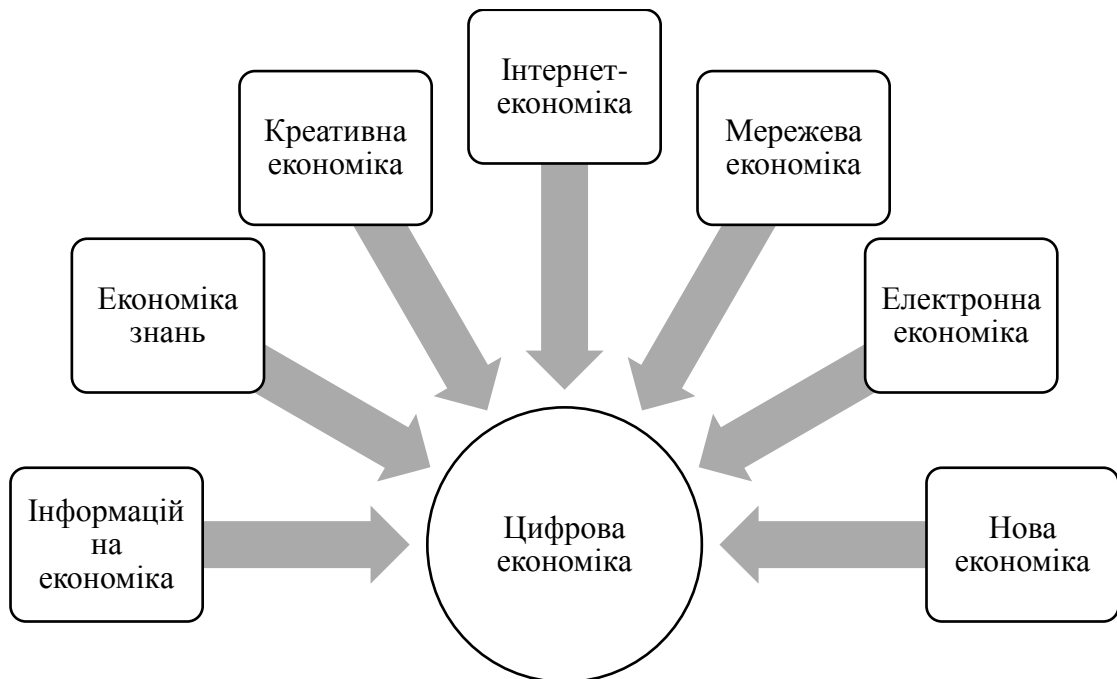 Інтернет-
економіка
Креативна
економіка
Мережева
економіка
Економіка
знань
Електронна
економіка
Інформацій
на
економіка
Цифрова
економіка
Нова
економіка